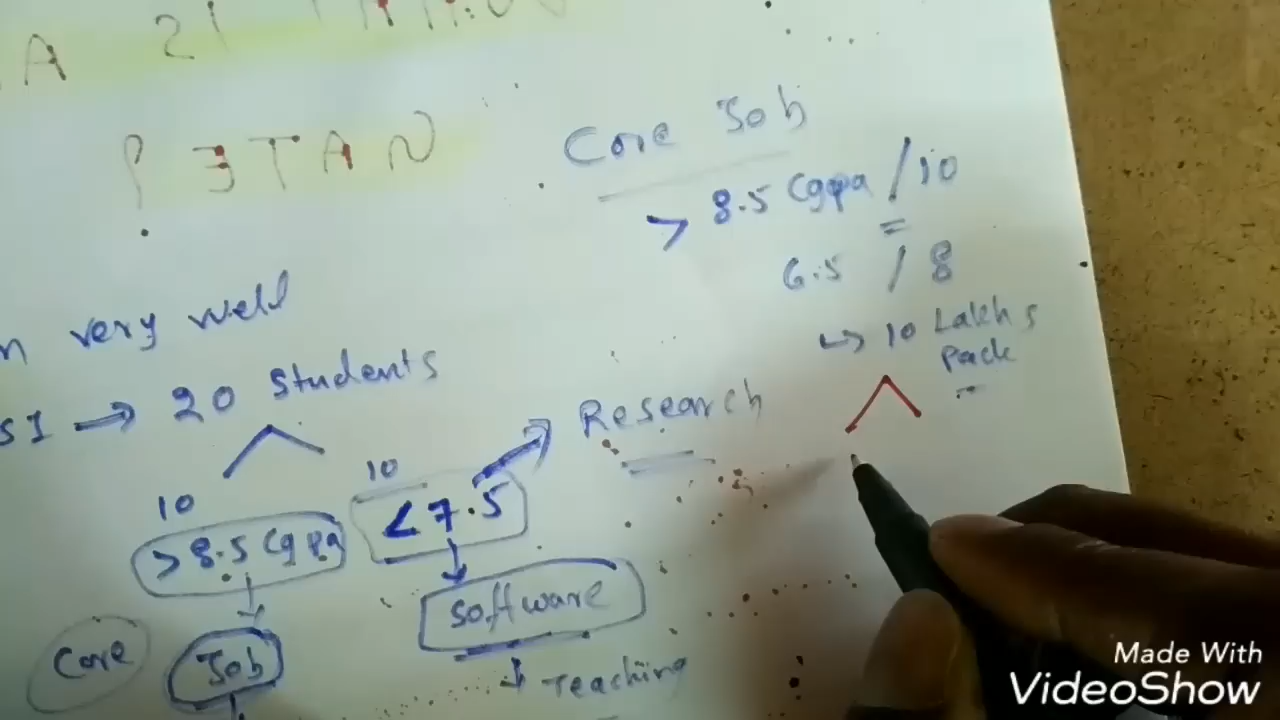 A 21
Core Job
> 8.5 Cgpa / 10
6.5 / 8
↳ 10 Lakhs
pack
very well
SI → 20 students
Research
10
10
> 8.5 Cgpa
< 7.5
software
Core
Job
Teaching
Made With
VideoShow